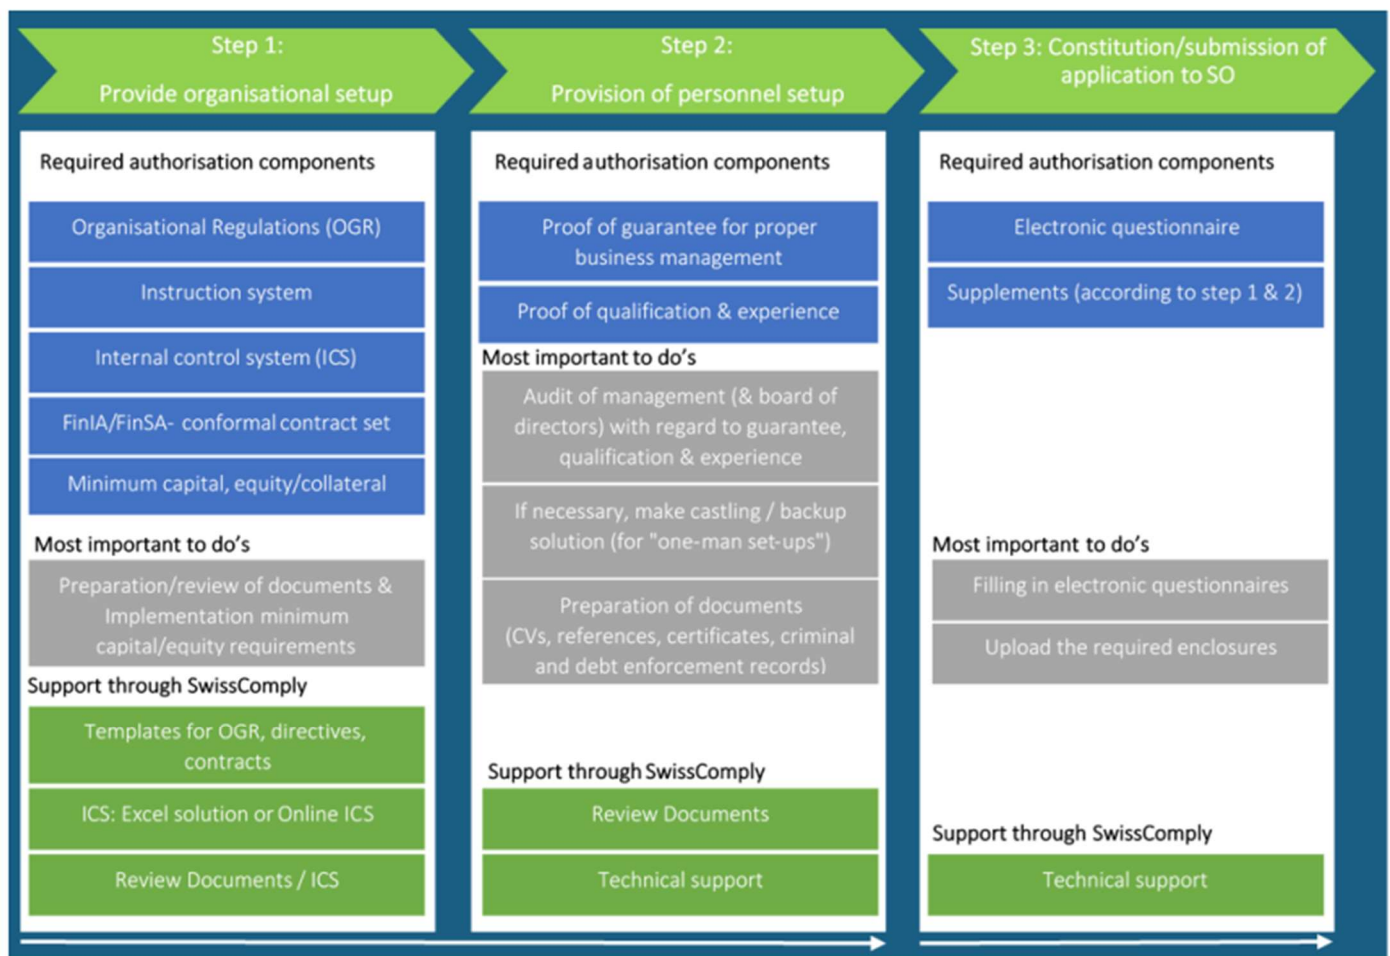 Step 1:
Provide organisational setup
Required authorisation components
Organisational Regulations (OGR)
Instruction system
Internal control system (ICS)
FinIA/FinSA- conformal contract set
Minimum capital, equity/collateral
Most important to do’s
Preparation/review of documents &
Implementation minimum
capital/equity requirements
Support through SwissComply
Templates for OGR, directives,
contracts
ICS: Excel solution or Online ICS
Review Documents / ICS
Step 2:
Provision of personnel setup
Required authorisation components
Proof of guarantee for proper
business management
Proof of qualification & experience
Most important to do’s
Audit of management (& board of
directors) with regard to guarantee,
qualification & experience
If necessary, make castling / backup
solution (for "one-man set-ups")
Preparation of documents
(CVs, references, certificates, criminal
and debt enforcement records)
Support through SwissComply
Review Documents
Technical support
Step 3: Constitution/submission of
application to SO
Required authorisation components
Electronic questionnaire
Supplements (according to step 1 & 2)
Most important to do’s
Filling in electronic questionnaires
Upload the required enclosures
Support through SwissComply
Technical support